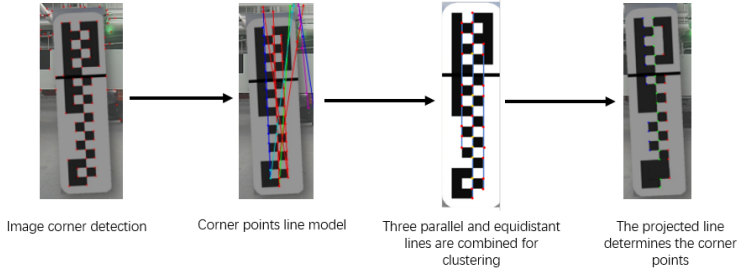 Image corner detection
Corner points line model
Three parallel and equidistant
lines are combined for
clustering
The projected line
determines the corner
points